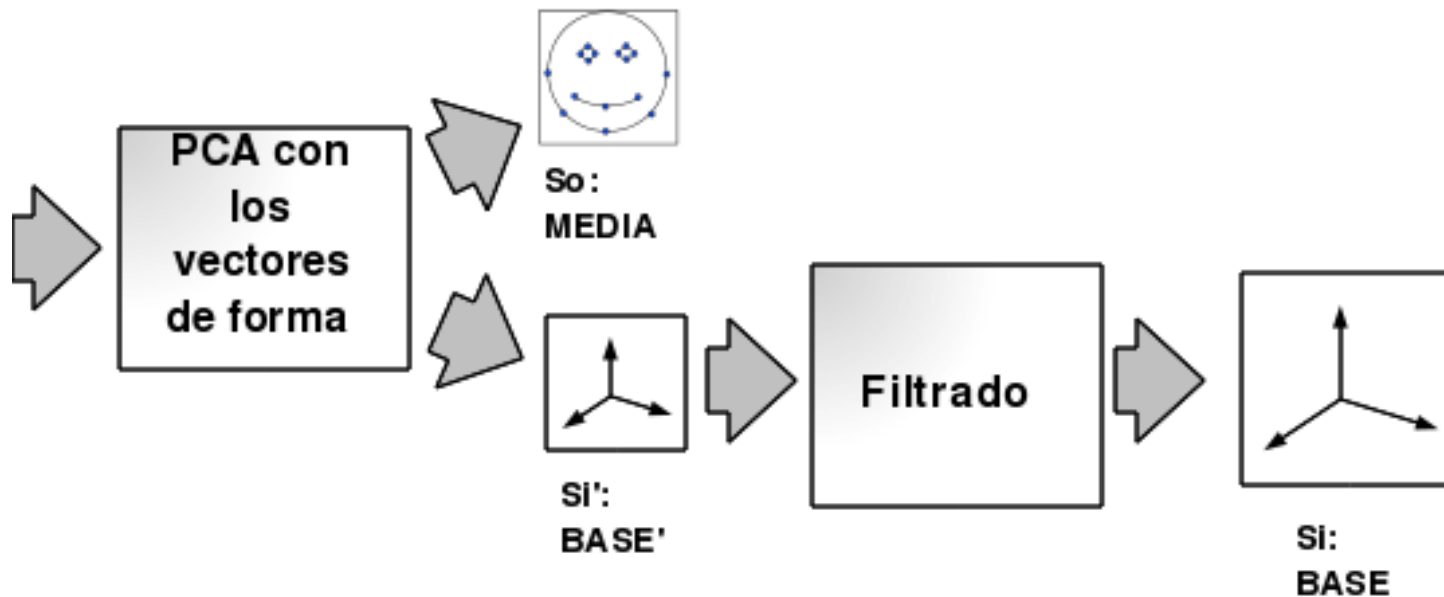 PCA con
los
vectores
de forma
So:
MEDIA
Si':
BASE'
Filtrado
Si:
BASE